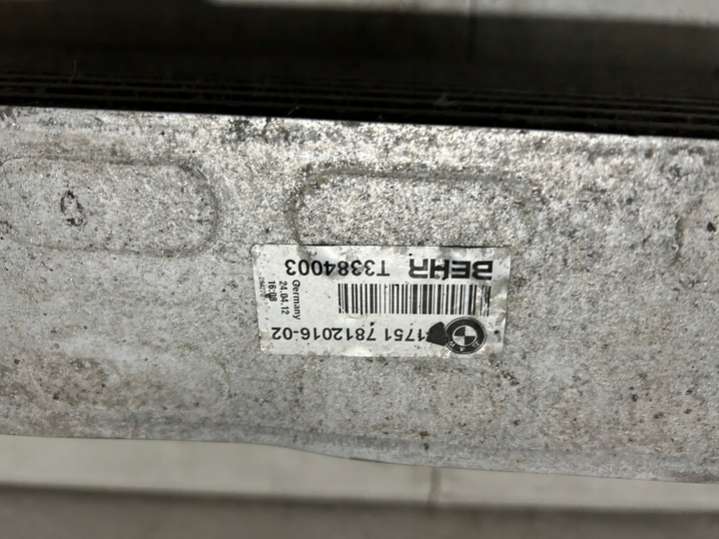 1751 7812016-02
Germany
24.04.12
16:08
BEHR T3384003